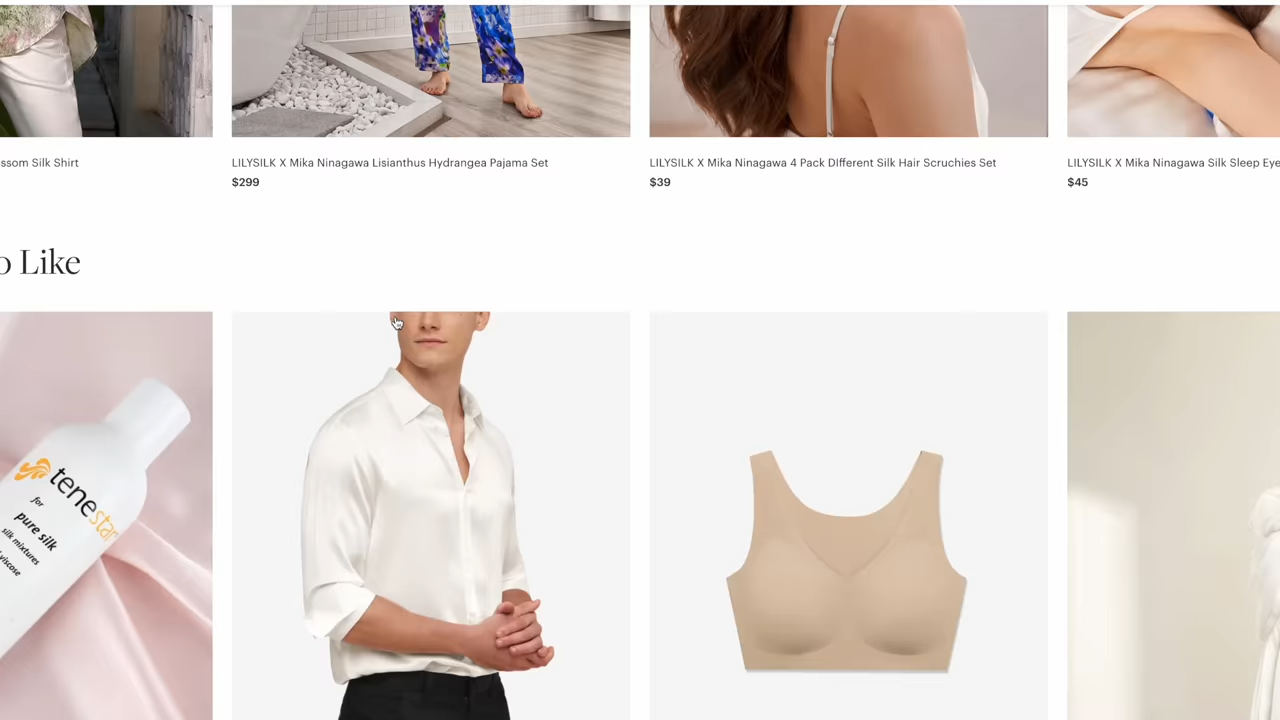 ssom Silk Shirt
LILYSILK X Mika Ninagawa Lisianthus Hydrangea Pajama Set
$299
LILYSILK X Mika Ninagawa 4 Pack DIfferent Silk Hair Scruchies Set
$39
LILYSILK X Mika Ninagawa Silk Sleep Eye
$45
o Like
tenestar
for
pure silk
silk mixtures
viscose